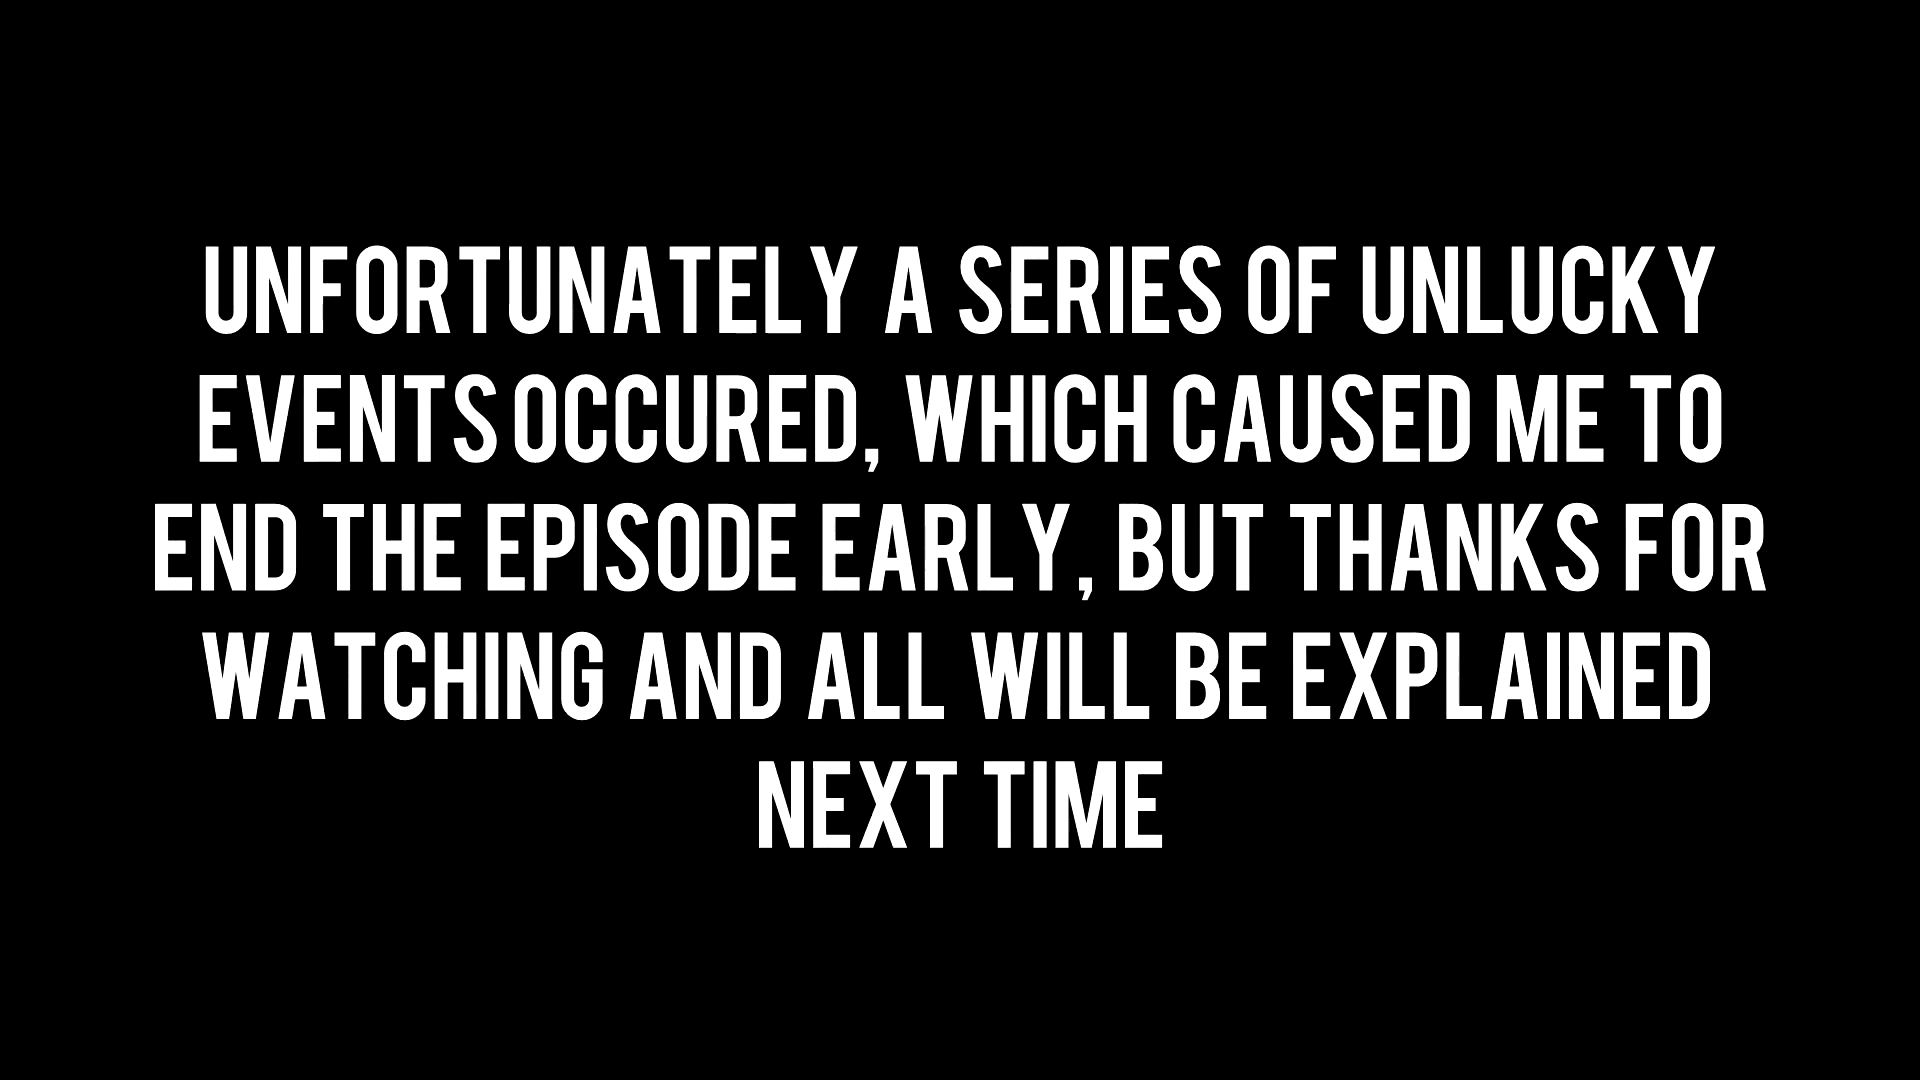 UNFORTUNATELY A SERIES OF UNLUCKY
EVENTS OCCURED, WHICH CAUSED ME TO
END THE EPISODE EARLY, BUT THANKS FOR
WATCHING AND ALL WILL BE EXPLAINED
NEXT TIME